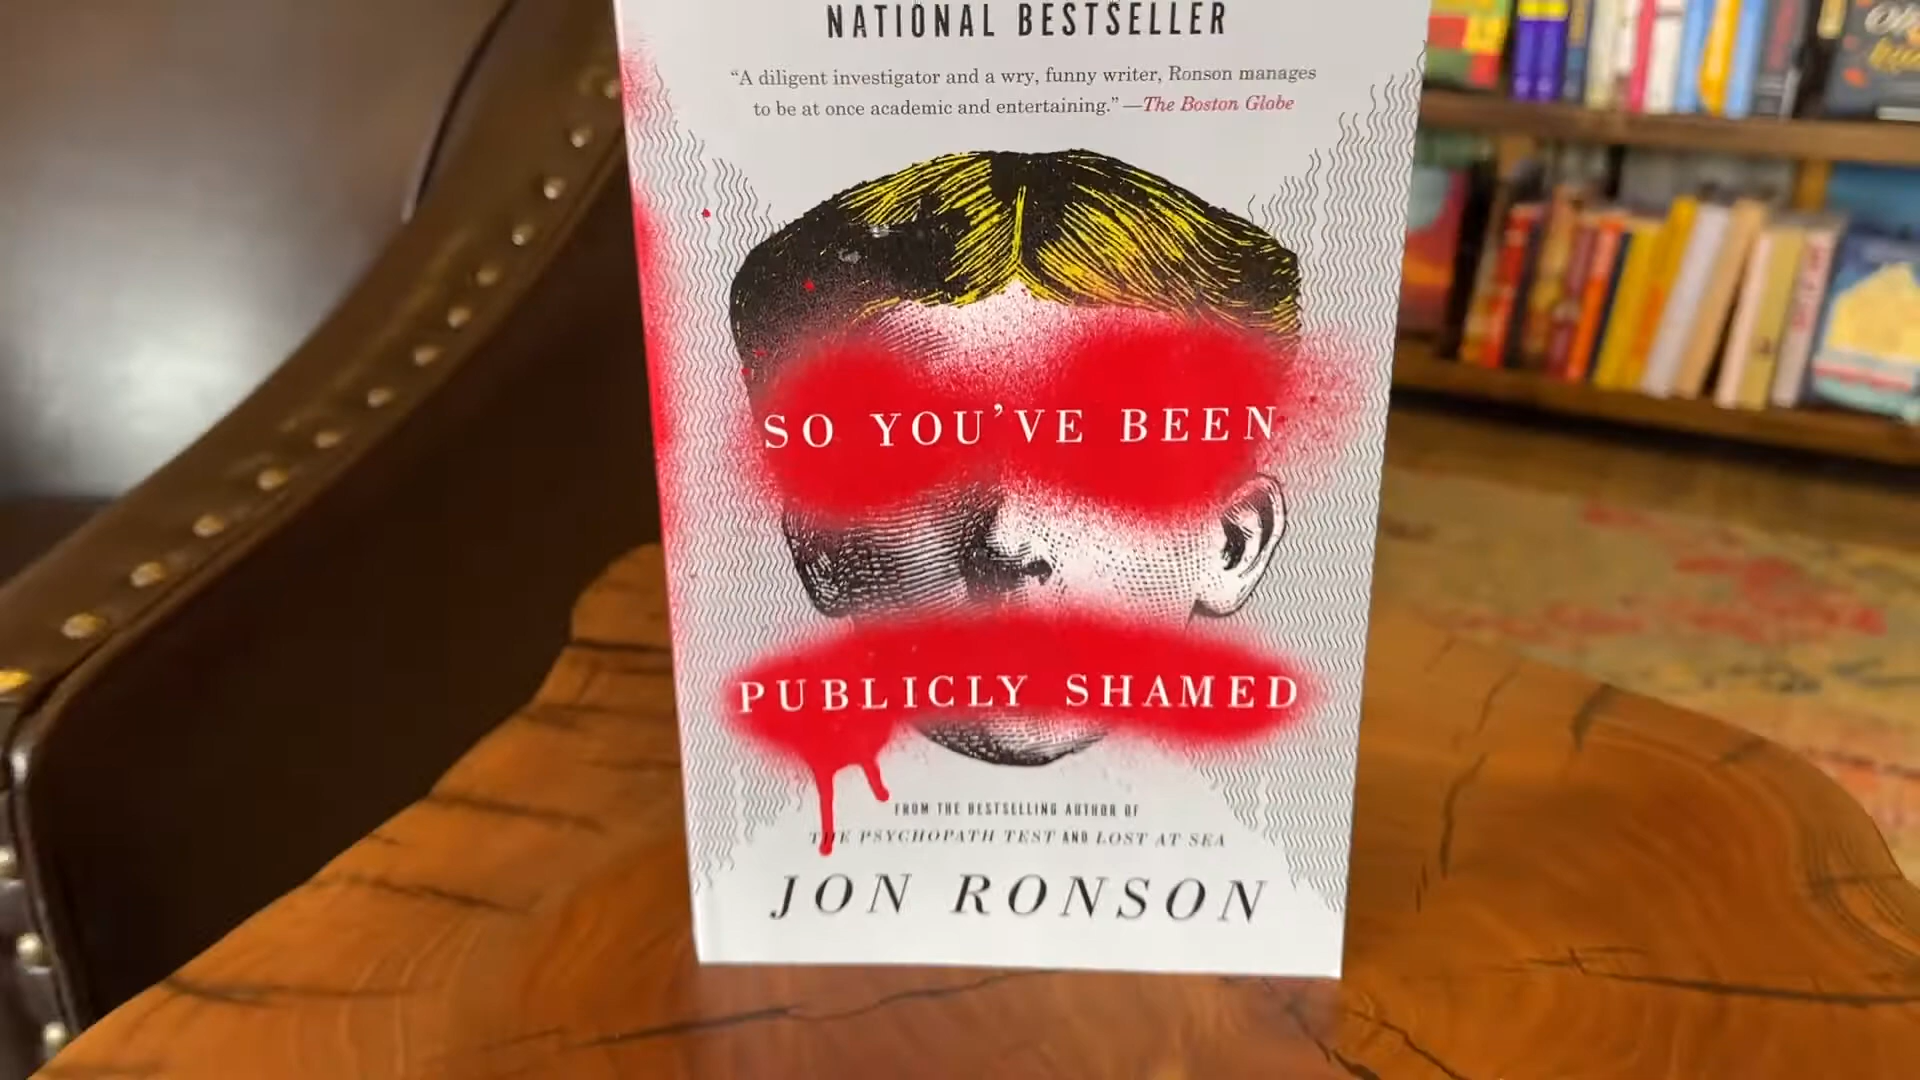 NATIONAL BESTSELLER
“A diligent investigator and a wry, funny writer, Ronson manages
to be at once academic and entertaining.” —The Boston Globe
SO YOU’VE BEEN
PUBLICLY SHAMED
FROM THE BESTSELLING AUTHOR OF
THE PSYCHOPATH TEST AND LOST AT SEA
JON RONSON